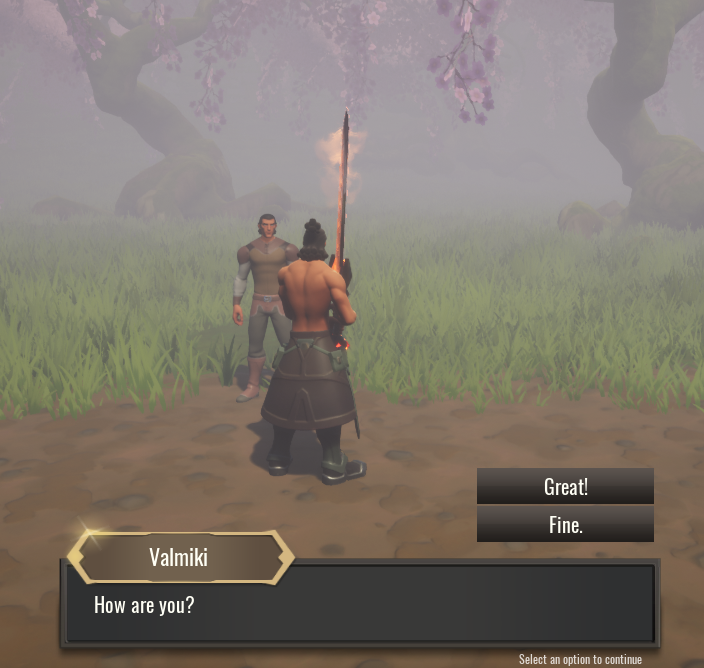 Great!
Fine.
Valmiki
How are you?
Select an option to continue